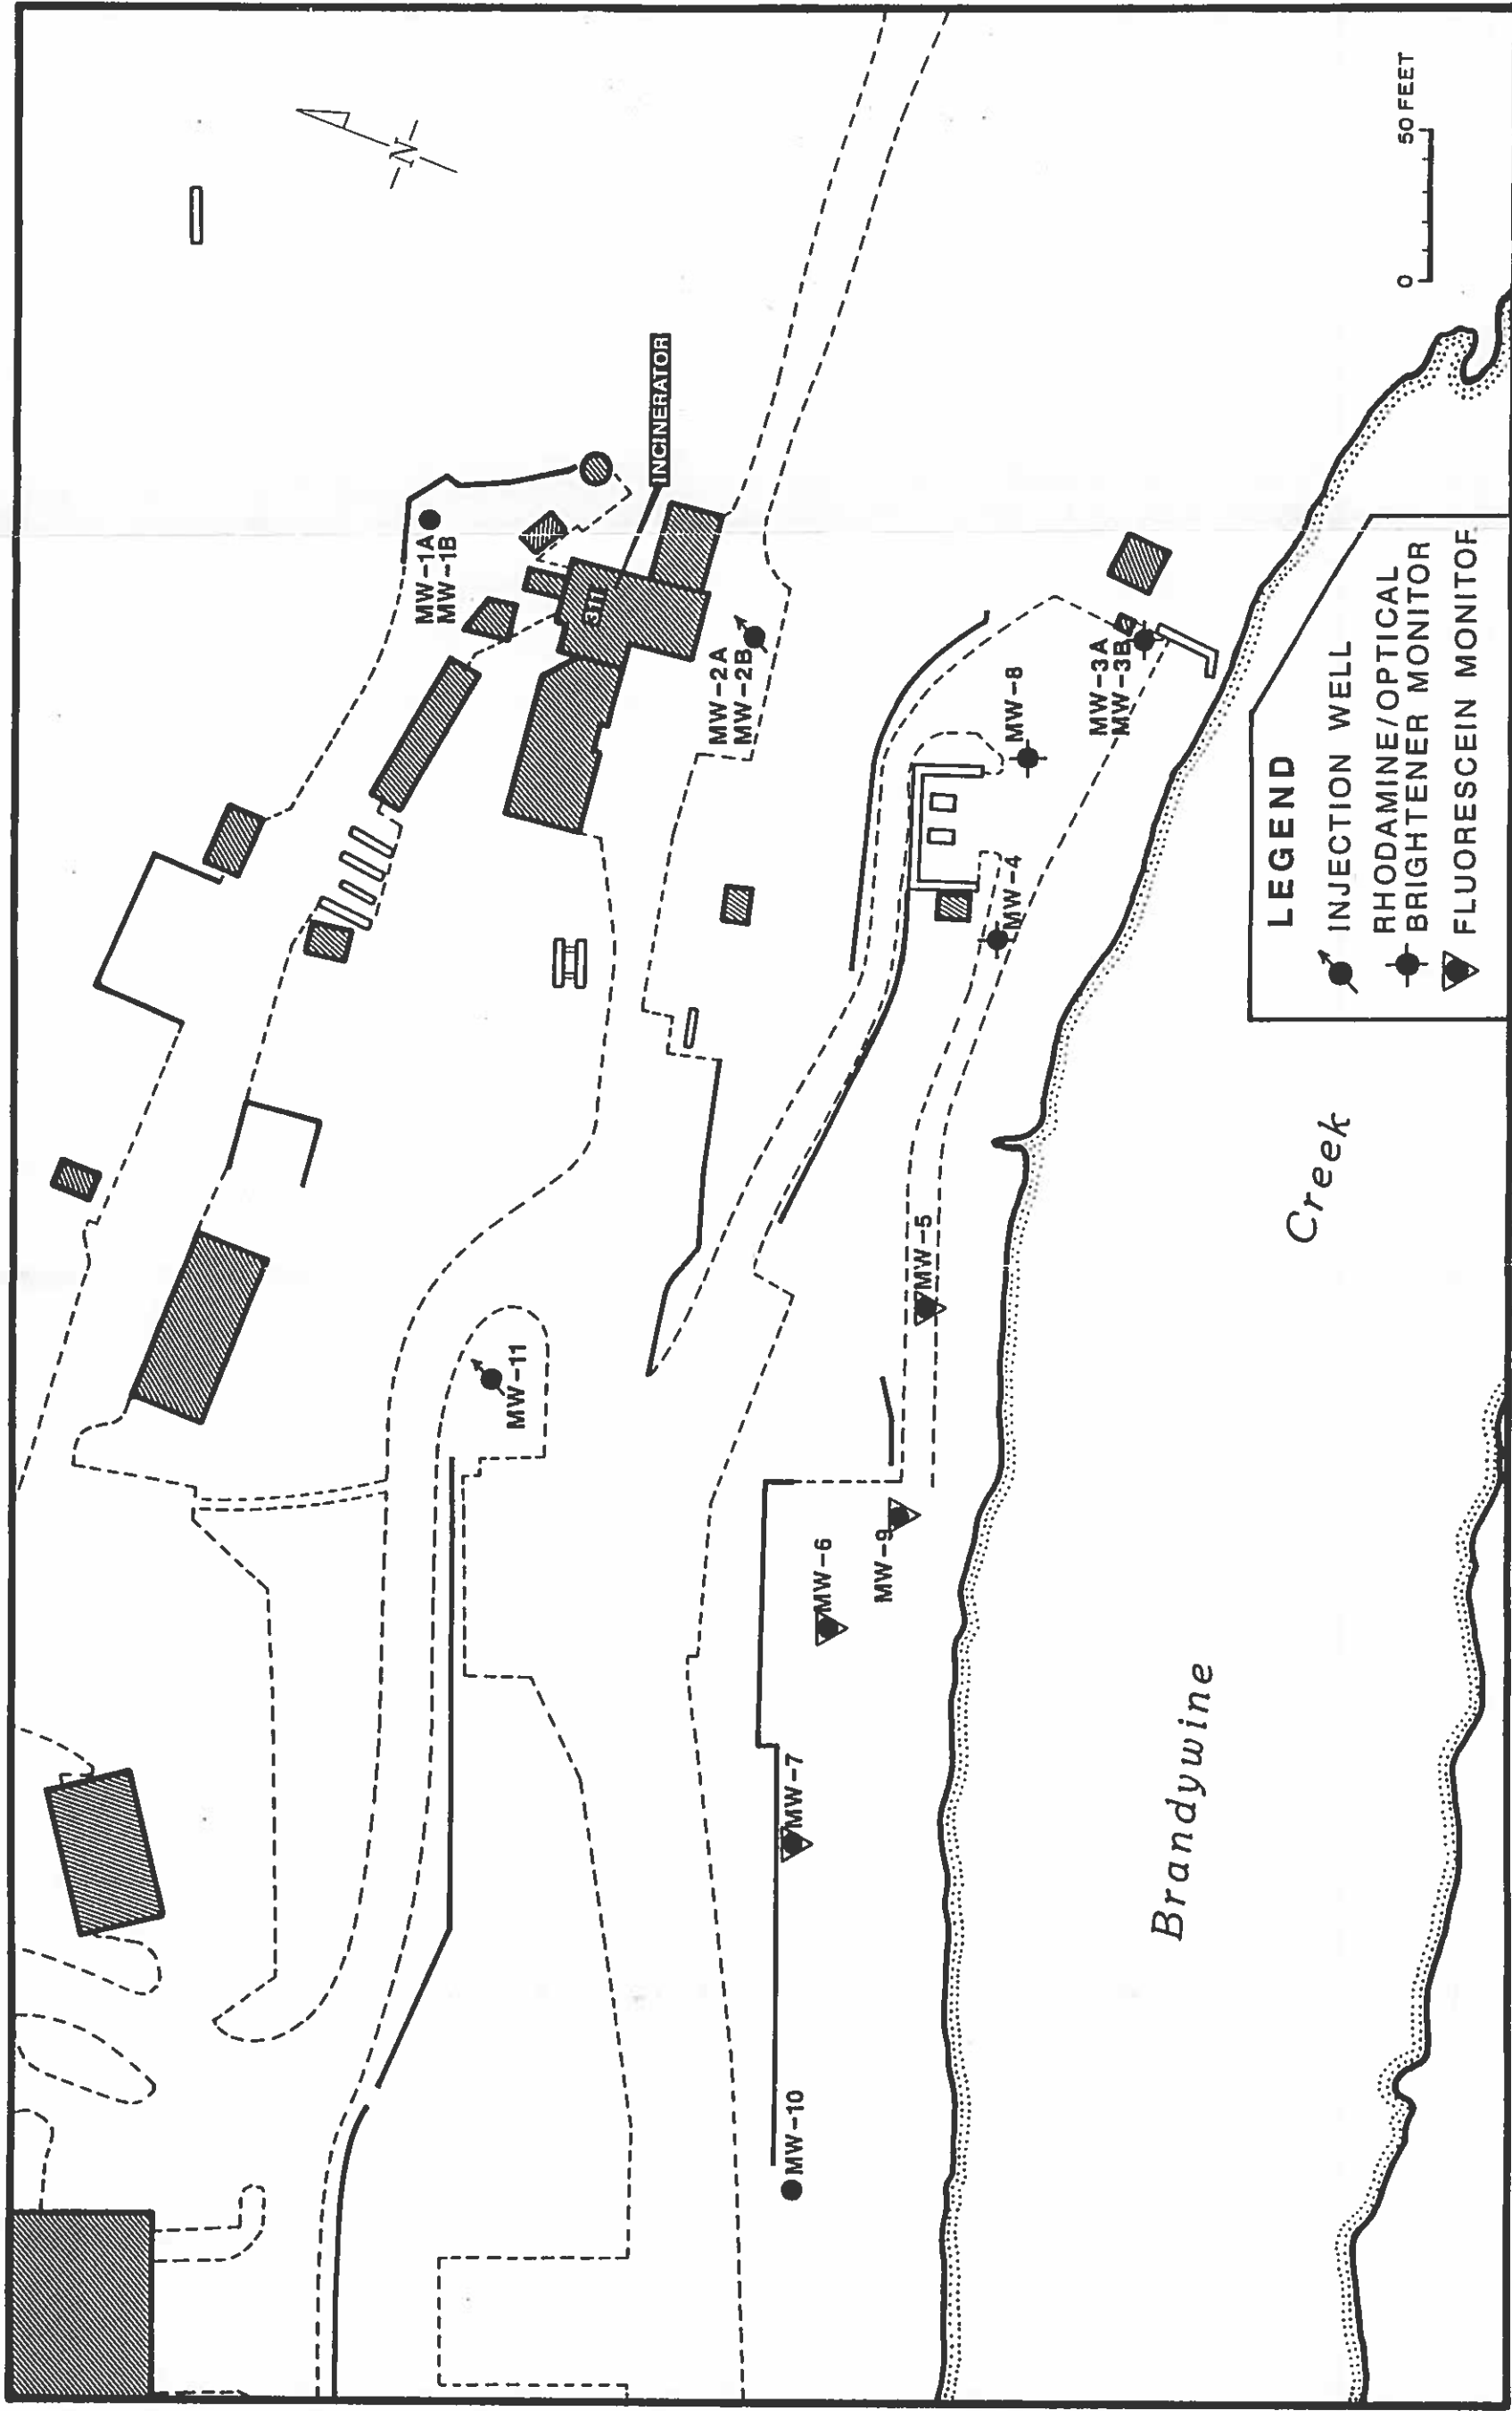 N
INCINERATOR
MW-1A
MW-1B
311
MW-2A
MW-2B
MW-11
MW-8
MW-3A
MW-3B
MW-4
MW-5
MW-9
MW-6
MW-7
MW-10
Brandywine
Creek
0 50 FEET
LEGEND
INJECTION WELL
RHODAMINE/OPTICAL
BRIGHTENER MONITOR
FLUORESCEIN MONITOR